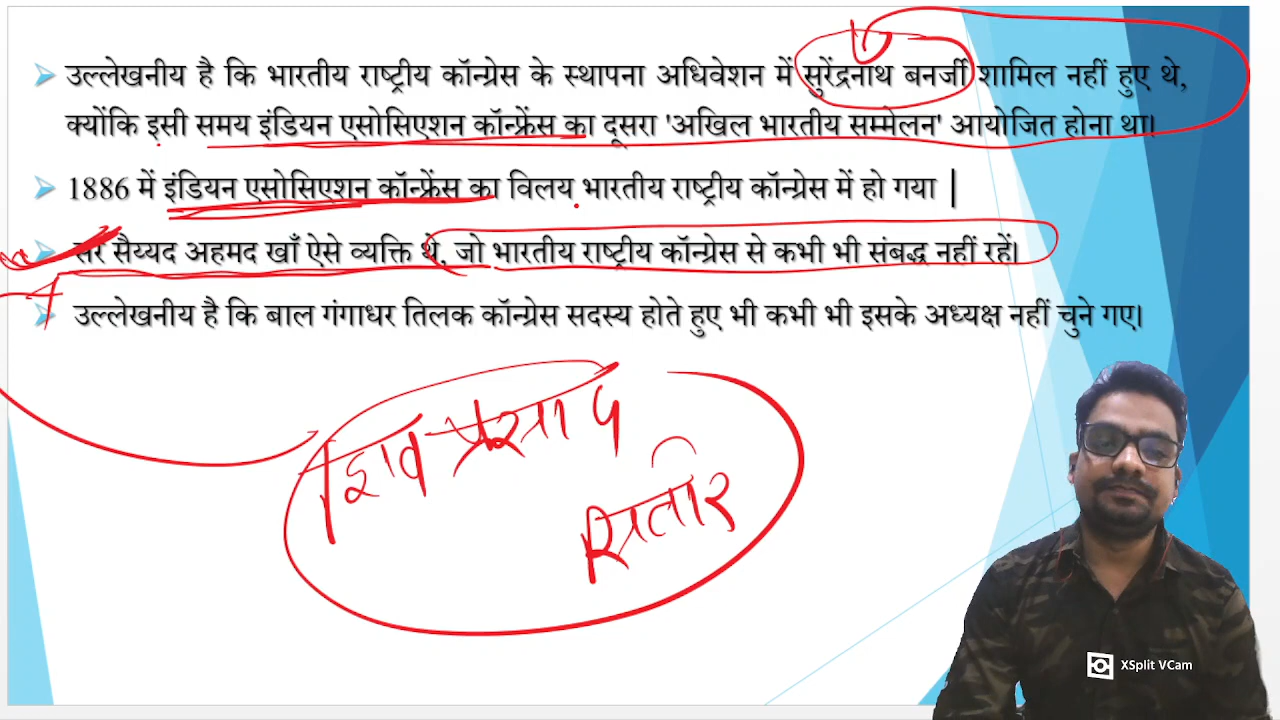 उल्लेखनीय है कि भारतीय राष्ट्रीय कॉन्ग्रेस के स्थापना अधिवेशन में सुरेंद्रनाथ बनर्जी शामिल नहीं हुए थे,
क्योंकि इसी समय इंडियन एसोसिएशन कॉन्फ्रेंस का दूसरा 'अखिल भारतीय सम्मेलन' आयोजित होना था।
1886 में इंडियन एसोसिएशन कॉन्फ्रेंस का विलय भारतीय राष्ट्रीय कॉन्ग्रेस में हो गया |
सर सैय्यद अहमद खाँ ऐसे व्यक्ति थे, जो भारतीय राष्ट्रीय कॉन्ग्रेस से कभी भी संबद्ध नहीं रहें।
उल्लेखनीय है कि बाल गंगाधर तिलक कॉन्ग्रेस सदस्य होते हुए भी कभी भी इसके अध्यक्ष नहीं चुने गए।
शिव प्रसाद
XSplit VCam